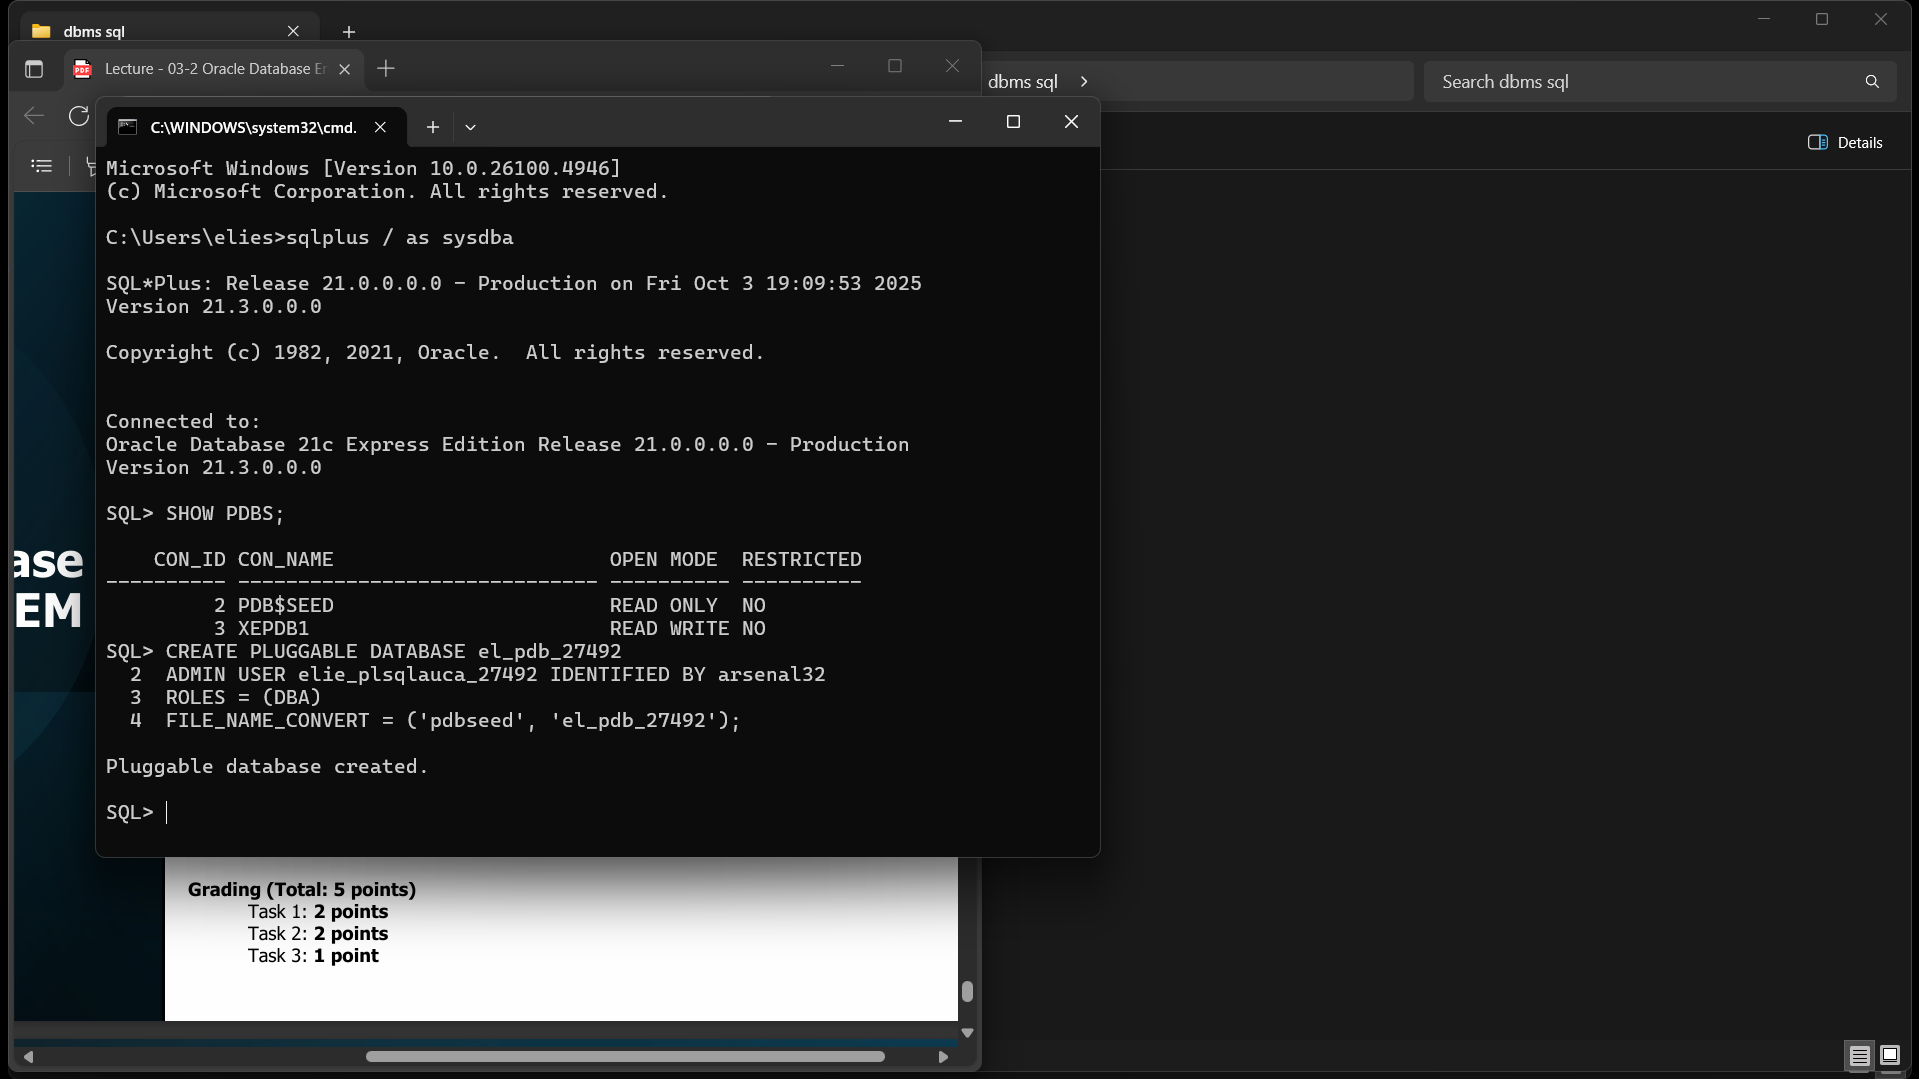 dbms sql
Lecture - 03-2 Oracle Database Er
dbms sql
Search dbms sql
C:\WINDOWS\system32\cmd.
Details
Microsoft Windows [Version 10.0.26100.4946]
(c) Microsoft Corporation. All rights reserved.
C:\Users\elies>sqlplus / as sysdba
SQL*Plus: Release 21.0.0.0.0 - Production on Fri Oct 3 19:09:53 2025
Version 21.3.0.0.0
Copyright (c) 1982, 2021, Oracle.  All rights reserved.
Connected to:
Oracle Database 21c Express Edition Release 21.0.0.0.0 - Production
Version 21.3.0.0.0
SQL> SHOW PDBS;
CON_ID CON_NAME                       OPEN MODE  RESTRICTED
---------- ------------------------------ ---------- ----------
2 PDB$SEED                       READ ONLY  NO
3 XEPDB1                         READ WRITE NO
SQL> CREATE PLUGGABLE DATABASE el_pdb_27492
2  ADMIN USER elie_plsqlauca_27492 IDENTIFIED BY arsenal32
3  ROLES = (DBA)
4  FILE_NAME_CONVERT = ('pdbseed', 'el_pdb_27492');
Pluggable database created.
SQL>
ase
EM
Grading (Total: 5 points)
Task 1: 2 points
Task 2: 2 points
Task 3: 1 point